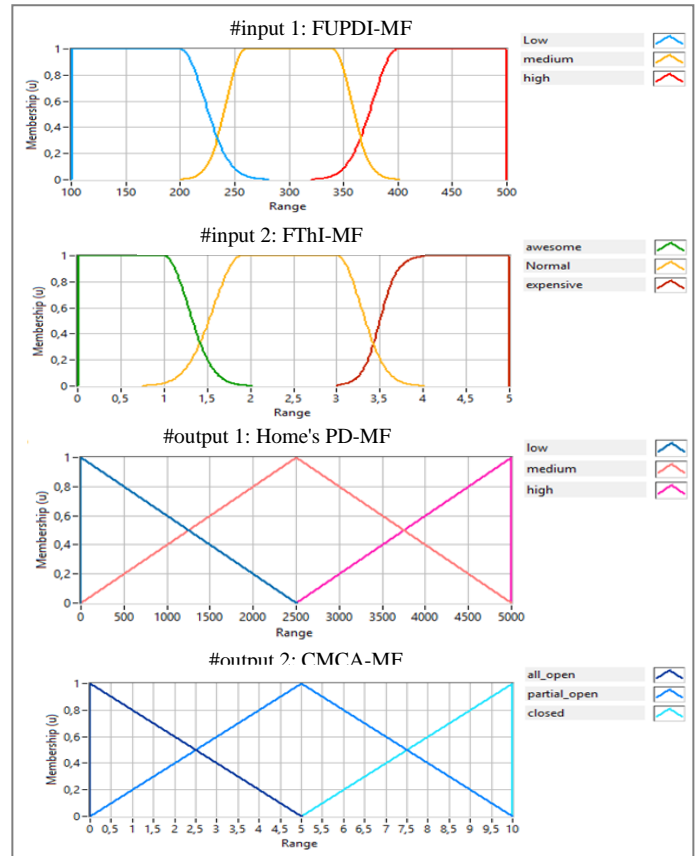 #input 1: FUPDI-MF
Low
medium
high
Membership (u)
1
0,8
0,6
0,4
0,2
0
100 150 200 250 300 350 400 450 500
Range
#input 2: FThI-MF
awesome
Normal
expensive
Membership (u)
1
0,8
0,6
0,4
0,2
0
0 0,5 1 1,5 2 2,5 3 3,5 4 4,5 5
Range
#output 1: Home's PD-MF
low
medium
high
Membership (u)
1
0,8
0,6
0,4
0,2
0
0 500 1000 1500 2000 2500 3000 3500 4000 4500 5000
Range
#output 2: CMCA-MF
all_open
partial_open
closed
Membership (u)
1
0,8
0,6
0,4
0,2
0
0 0,5 1 1,5 2 2,5 3 3,5 4 4,5 5 5,5 6 6,5 7 7,5 8 8,5 9 9,5 10
Range